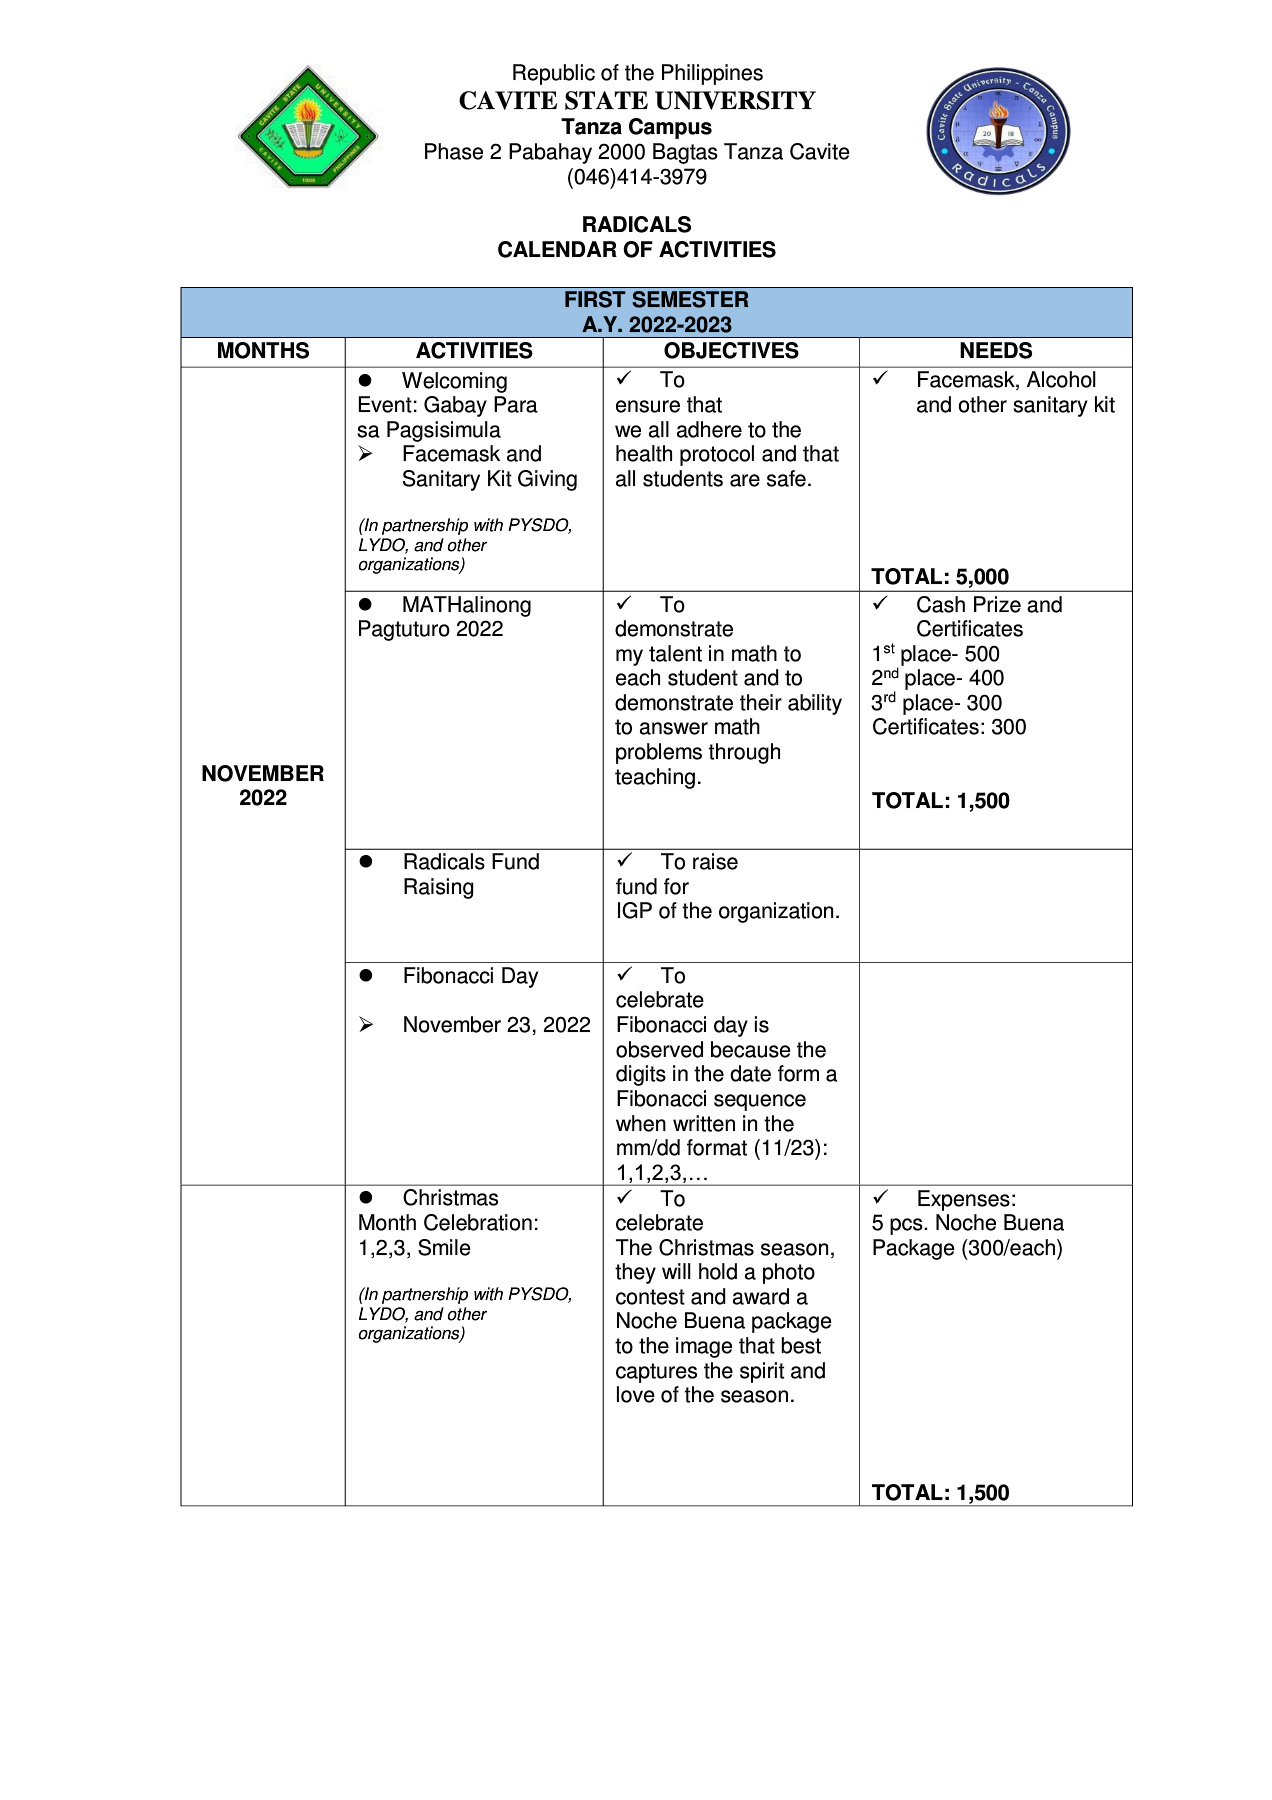 Republic of the Philippines
CAVITE STATE UNIVERSITY
Tanza Campus
Phase 2 Pabahay 2000 Bagtas Tanza Cavite
(046)414-3979
CAVITE STATE UNIVERSITY
CAVITE
PHILIPPINES
1906
Cavite State University - Tanza Campus
20 18
Radicals
RADICALS
CALENDAR OF ACTIVITIES
FIRST SEMESTER
A.Y. 2022-2023
MONTHS ACTIVITIES OBJECTIVES NEEDS
NOVEMBER
2022
● Welcoming
Event: Gabay Para
sa Pagsisimula
➢ Facemask and
Sanitary Kit Giving
(In partnership with PYSDO,
LYDO, and other
organizations)
✓ To
ensure that
we all adhere to the
health protocol and that
all students are safe.
✓ Facemask, Alcohol
and other sanitary kit
TOTAL: 5,000
● MATHalinong
Pagtuturo 2022
✓ To
demonstrate
my talent in math to
each student and to
demonstrate their ability
to answer math
problems through
teaching.
✓ Cash Prize and
Certificates
1st place- 500
2nd place- 400
3rd place- 300
Certificates: 300
TOTAL: 1,500
● Radicals Fund
Raising
✓ To raise
fund for
IGP of the organization.
● Fibonacci Day
➢ November 23, 2022
✓ To
celebrate
Fibonacci day is
observed because the
digits in the date form a
Fibonacci sequence
when written in the
mm/dd format (11/23):
1,1,2,3,…
● Christmas
Month Celebration:
1,2,3, Smile
(In partnership with PYSDO,
LYDO, and other
organizations)
✓ To
celebrate
The Christmas season,
they will hold a photo
contest and award a
Noche Buena package
to the image that best
captures the spirit and
love of the season.
✓ Expenses:
5 pcs. Noche Buena
Package (300/each)
TOTAL: 1,500